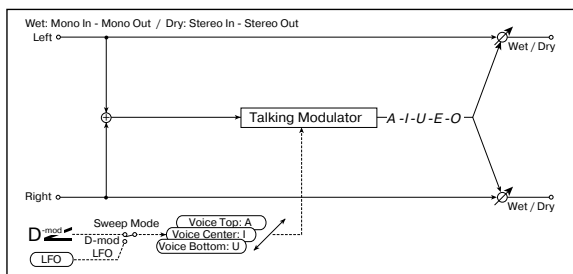 Wet: Mono In - Mono Out / Dry: Stereo In - Stereo Out
Left
Wet / Dry
Talking Modulator
A -I-U-E-O
Right
Wet / Dry
D-mod
Sweep Mode
D-mod
LFO
LFO
Voice Top: A
Voice Center: I
Voice Bottom: U